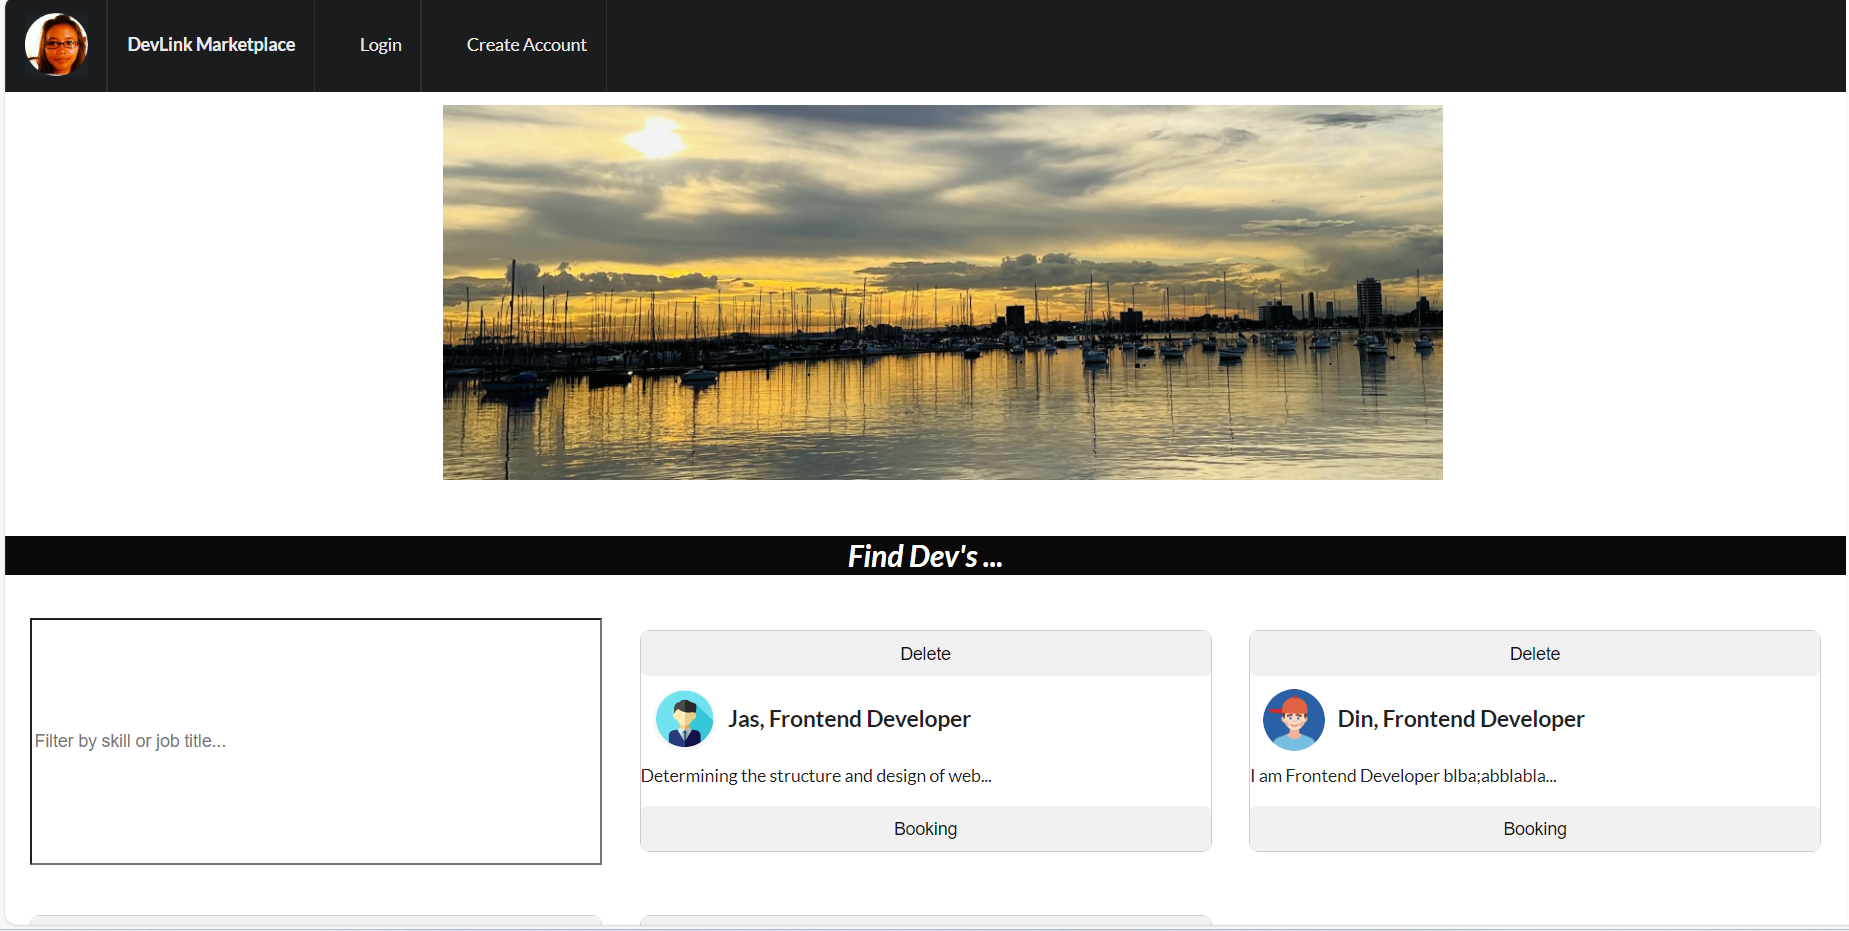 DevLink Marketplace
Login
Create Account
Find Dev's ...
Filter by skill or job title...
Delete
Jas, Frontend Developer
Determining the structure and design of web...
Booking
Delete
Din, Frontend Developer
I am Frontend Developer blba;abblabla...
Booking